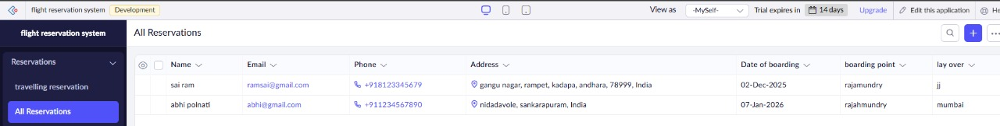 flight reservation system Development View as -MySelf- Trial expires in 14 days Upgrade Edit this application He
flight reservation system All Reservations
Reservations Name Email Phone Address Date of boarding boarding point lay over
travelling reservation sai ram ramsai@gmail.com +918123345679 gangu nagar, rampet, kadapa, andhara, 78999, India 02-Dec-2025 rajamundry jj
All Reservations abhi polnati abhi@gmail.com +911234567890 nidadavole, sankarapuram, India 07-Jan-2026 rajahmundry mumbai